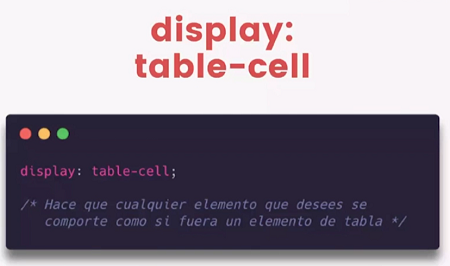 display:
table-cell
display: table-cell;
/* Hace que cualquier elemento que desees se
comporte como si fuera un elemento de tabla */